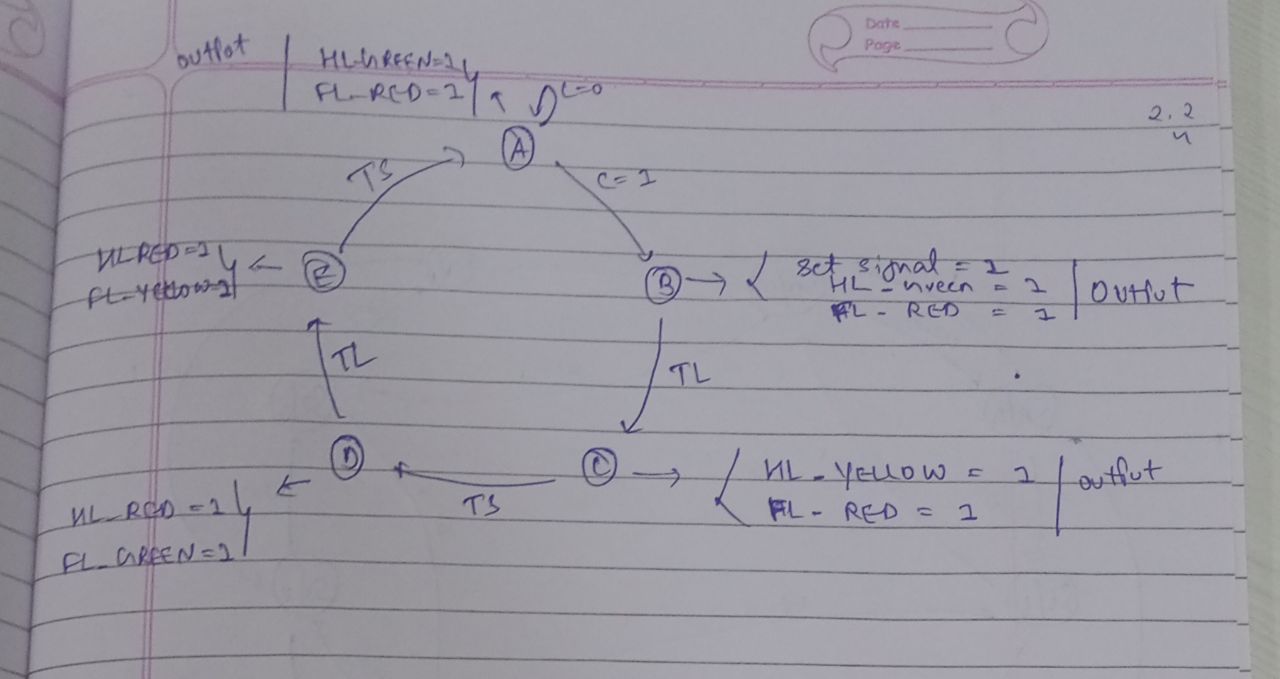 Date
Page
output
HL-GREEN=1
FL-RED=1
C=0
2.2
4
A
TS
C=1
HL RED=1
FL-YELLOW=1
E
B
set signal = 1
HL-Green = 1
FL-RED = 1
OUTPUT
TL
TL
D
C
HL-YELLOW = 1
FL-RED = 1
output
TS
HL-RED=1
FL-GREEN=1